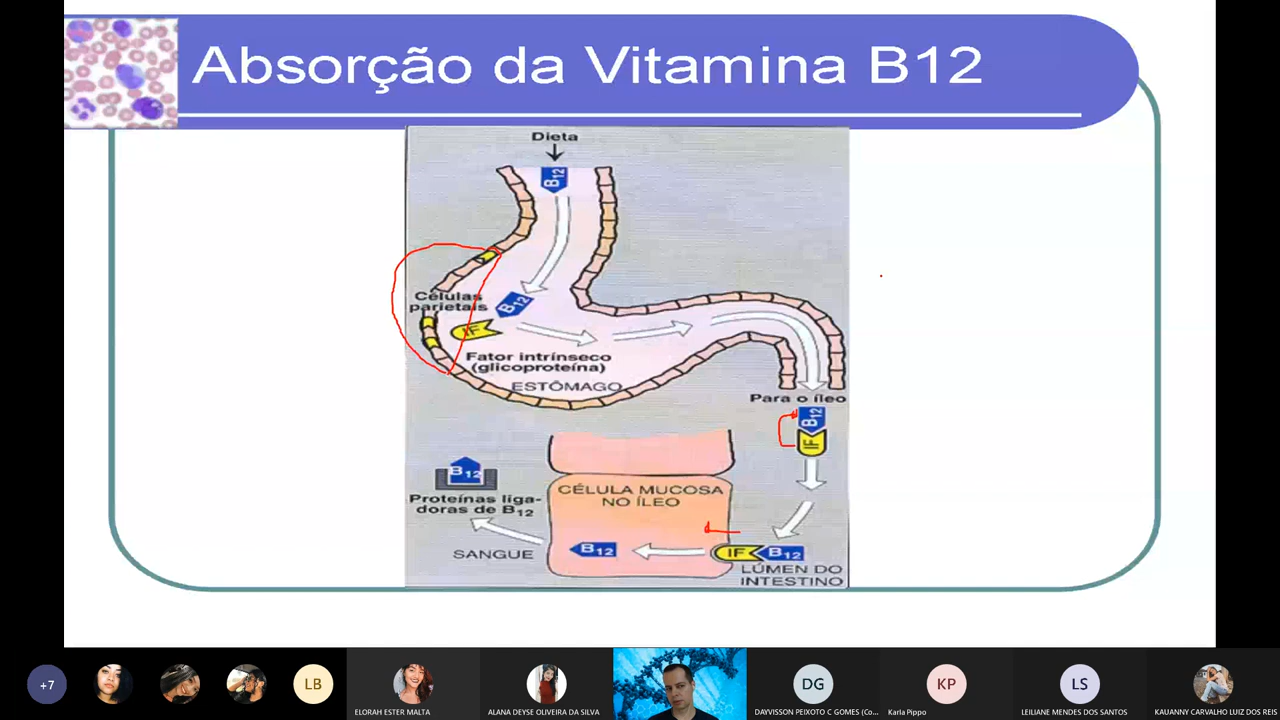 Absorção da Vitamina B12
Dieta
B12
Células
parietais
B12
IF
Fator intrínseco
(glicoproteína)
ESTÔMAGO
Para o íleo
B12
IF
B12
Proteínas liga-
doras de B12
CÉLULA MUCOSA
NO ÍLEO
SANGUE
B12
IF
B12
LÚMEN DO
INTESTINO
+7
LB
ELORAH ESTER MALTA
ALANA DEYSE OLIVEIRA DA SILVA
DG
DAYVISSON PEIXOTO C GOMES (Co...
KP
Karla Pippo
LS
LEILIANE MENDES DOS SANTOS
KAUANNY CARVALHO LUIZ DOS REIS